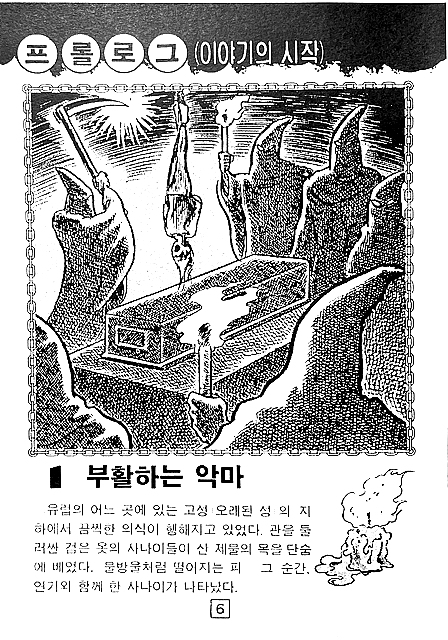 프롤로그 (이야기의 시작)
부활하는 악마
유럽의 어느 곳에 있는 고성 오래된 성 의 지
하에서 끔찍한 의식이 행해지고 있었다. 관을 둘
러싼 검은 옷의 사나이들이 산 제물의 목을 단숨
에 베었다. 물방울처럼 떨어지는 피 그 순간,
연기와 함께 한 사나이가 나타났다.
6